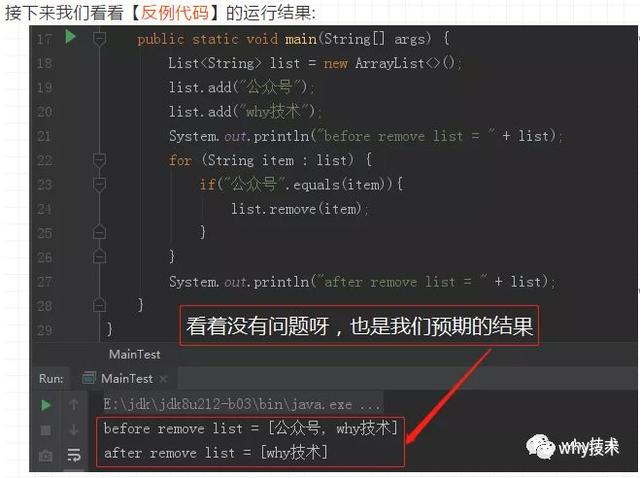 接下来我们看看【反例代码】的运行结果:
17 public static void main(String[] args) {
18 List<String> list = new ArrayList<>();
19 list.add("公众号");
20 list.add("why技术");
21 System.out.println("before remove list = " + list);
22 for (String item : list) {
23 if("公众号".equals(item)){
24 list.remove(item);
25 }
26 }
27 System.out.println("after remove list = " + list);
28 }
29 }
看着没有问题呀，也是我们预期的结果
MainTest
Run: MainTest ×
E:\jdk\jdk8u212-b03\bin\java.exe ...
before remove list = [公众号, why技术]
after remove list = [why技术]
why技术